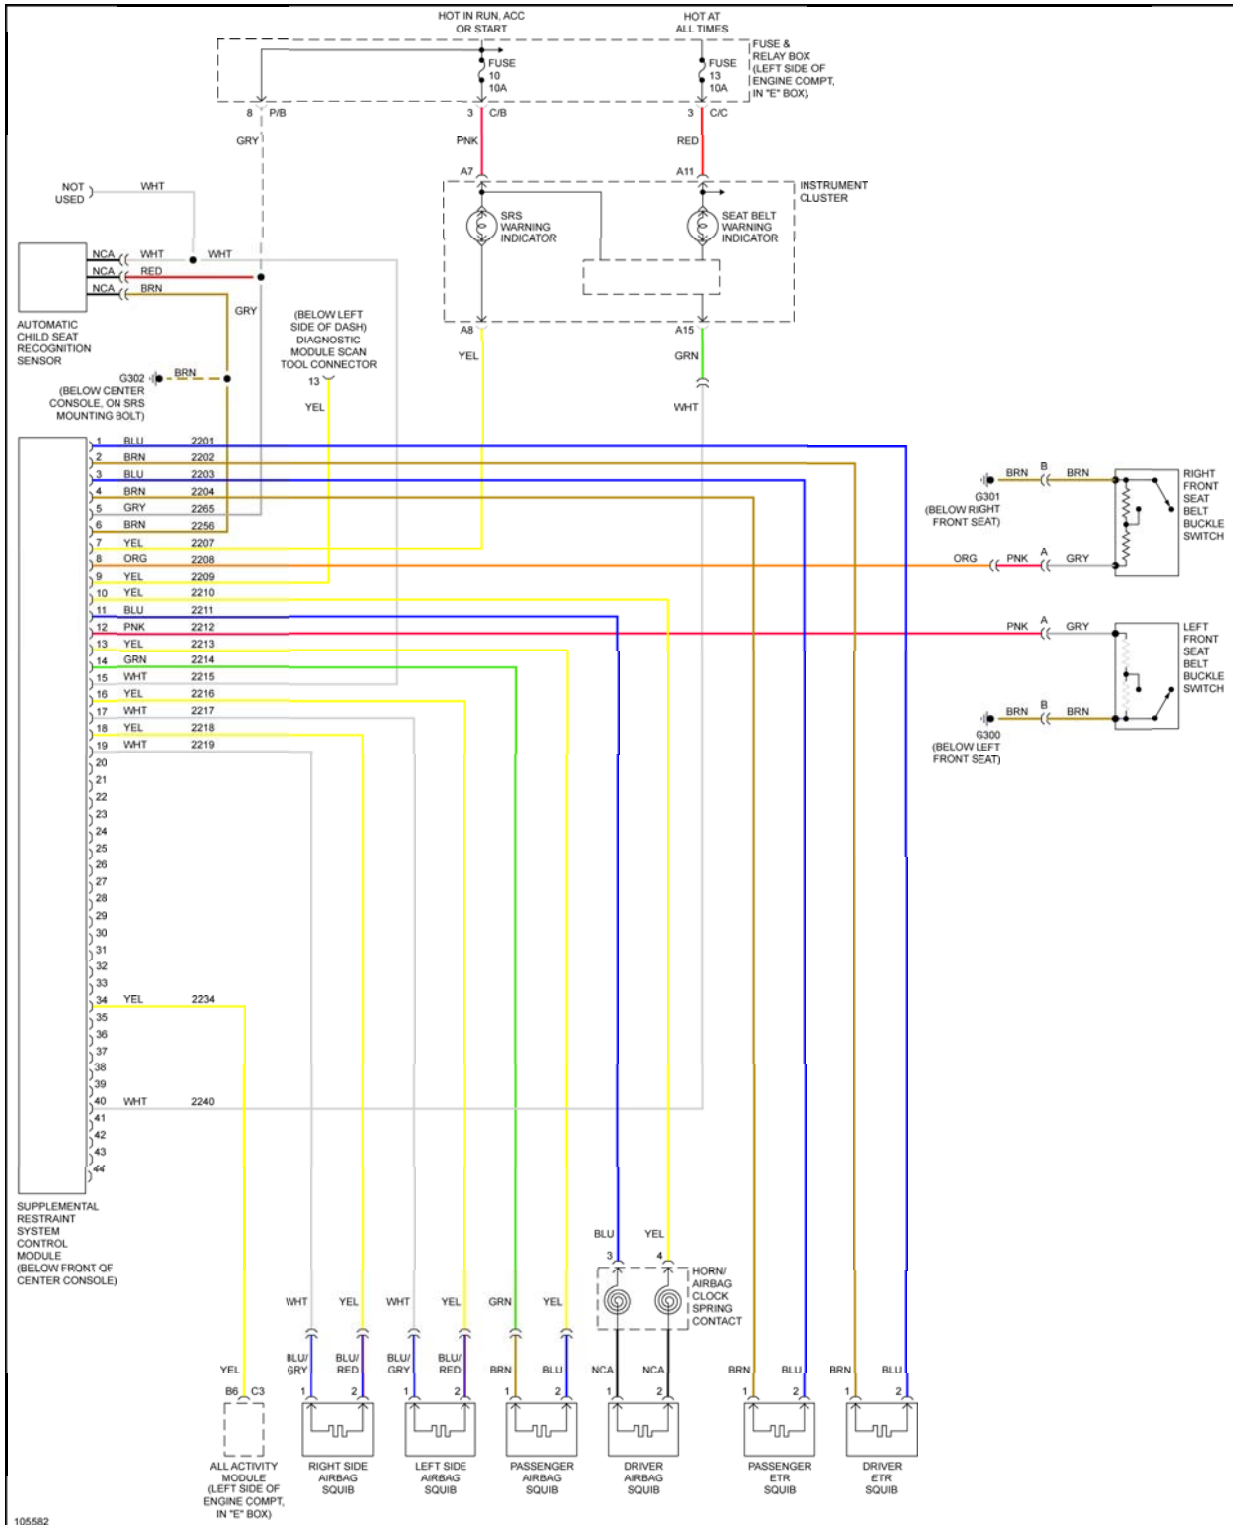 HOT IN RUN, ACC
OR START
HOT AT
ALL TIMES
FUSE &
RELAY BOX
(LEFT SIDE OF
ENGINE COMPT,
IN "E" BOX)
FUSE
10
10A
FUSE
13
10A
8 P/B
3 C/B
3 C/C
GRY
PNK
RED
A7
A11
INSTRUMENT
CLUSTER
NOT
USED
WHT
SRS
WARNING
INDICATOR
SEAT BELT
WARNING
INDICATOR
NCA WHT WHT
NCA RED
NCA BRN
GRY
AUTOMATIC
CHILD SEAT
RECOGNITION
SENSOR
(BELOW LEFT
SIDE OF DASH)
DIAGNOSTIC
MODULE SCAN
TOOL CONNECTOR
13
YEL
A8
A15
YEL
GRN
WHT
G302
(BELOW CENTER
CONSOLE, ON SRS
MOUNTING BOLT)
BRN
1 BLU 2201
2 BRN 2202
3 BLU 2203
4 BRN 2204
5 GRY 2265
6 BRN 2256
7 YEL 2207
8 ORG 2208
9 YEL 2209
10 YEL 2210
11 BLU 2211
12 PNK 2212
13 YEL 2213
14 GRN 2214
15 WHT 2215
16 YEL 2216
17 WHT 2217
18 YEL 2218
19 WHT 2219
20
21
22
23
24
25
26
27
28
29
30
31
32
33
34 YEL 2234
35
36
37
38
39
40 WHT 2240
41
42
43
44
SUPPLEMENTAL
RESTRAINT
SYSTEM
CONTROL
MODULE
(BELOW FRONT OF
CENTER CONSOLE)
BRN B BRN
G301
(BELOW RIGHT
FRONT SEAT)
RIGHT
FRONT
SEAT
BELT
BUCKLE
SWITCH
ORG PNK A GRY
PNK A GRY
LEFT
FRONT
SEAT
BELT
BUCKLE
SWITCH
BRN B BRN
G300
(BELOW LEFT
FRONT SEAT)
BLU YEL
3 4
HORN/
AIRBAG
CLOCK
SPRING
CONTACT
WHT YEL WHT YEL GRN YEL
BLU/
GRY
BLU/
RED
BLU/
GRY
BLU/
RED
BRN BLU NCA NCA BRN BLU BRN BLU
YEL
B6 C3
1 2 1 2 1 2 1 2 1 2 1 2
ALL ACTIVITY
MODULE
(LEFT SIDE OF
ENGINE COMPT,
IN "E" BOX)
RIGHT SIDE
AIRBAG
SQUIB
LEFT SIDE
AIRBAG
SQUIB
PASSENGER
AIRBAG
SQUIB
DRIVER
AIRBAG
SQUIB
PASSENGER
ETR
SQUIB
DRIVER
ETR
SQUIB
105582